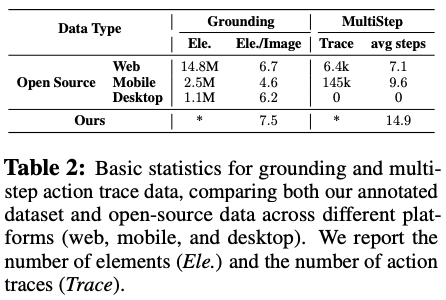 Data Type Grounding MultiStep
Ele. Ele./Image Trace avg steps
Open Source Web 14.8M 6.7 6.4k 7.1
Mobile 2.5M 4.6 145k 9.6
Desktop 1.1M 6.2 0 0
Ours * 7.5 * 14.9
Table 2: Basic statistics for grounding and multi-
step action trace data, comparing both our annotated
dataset and open-source data across different plat-
forms (web, mobile, and desktop). We report the
number of elements (Ele.) and the number of action
traces (Trace).